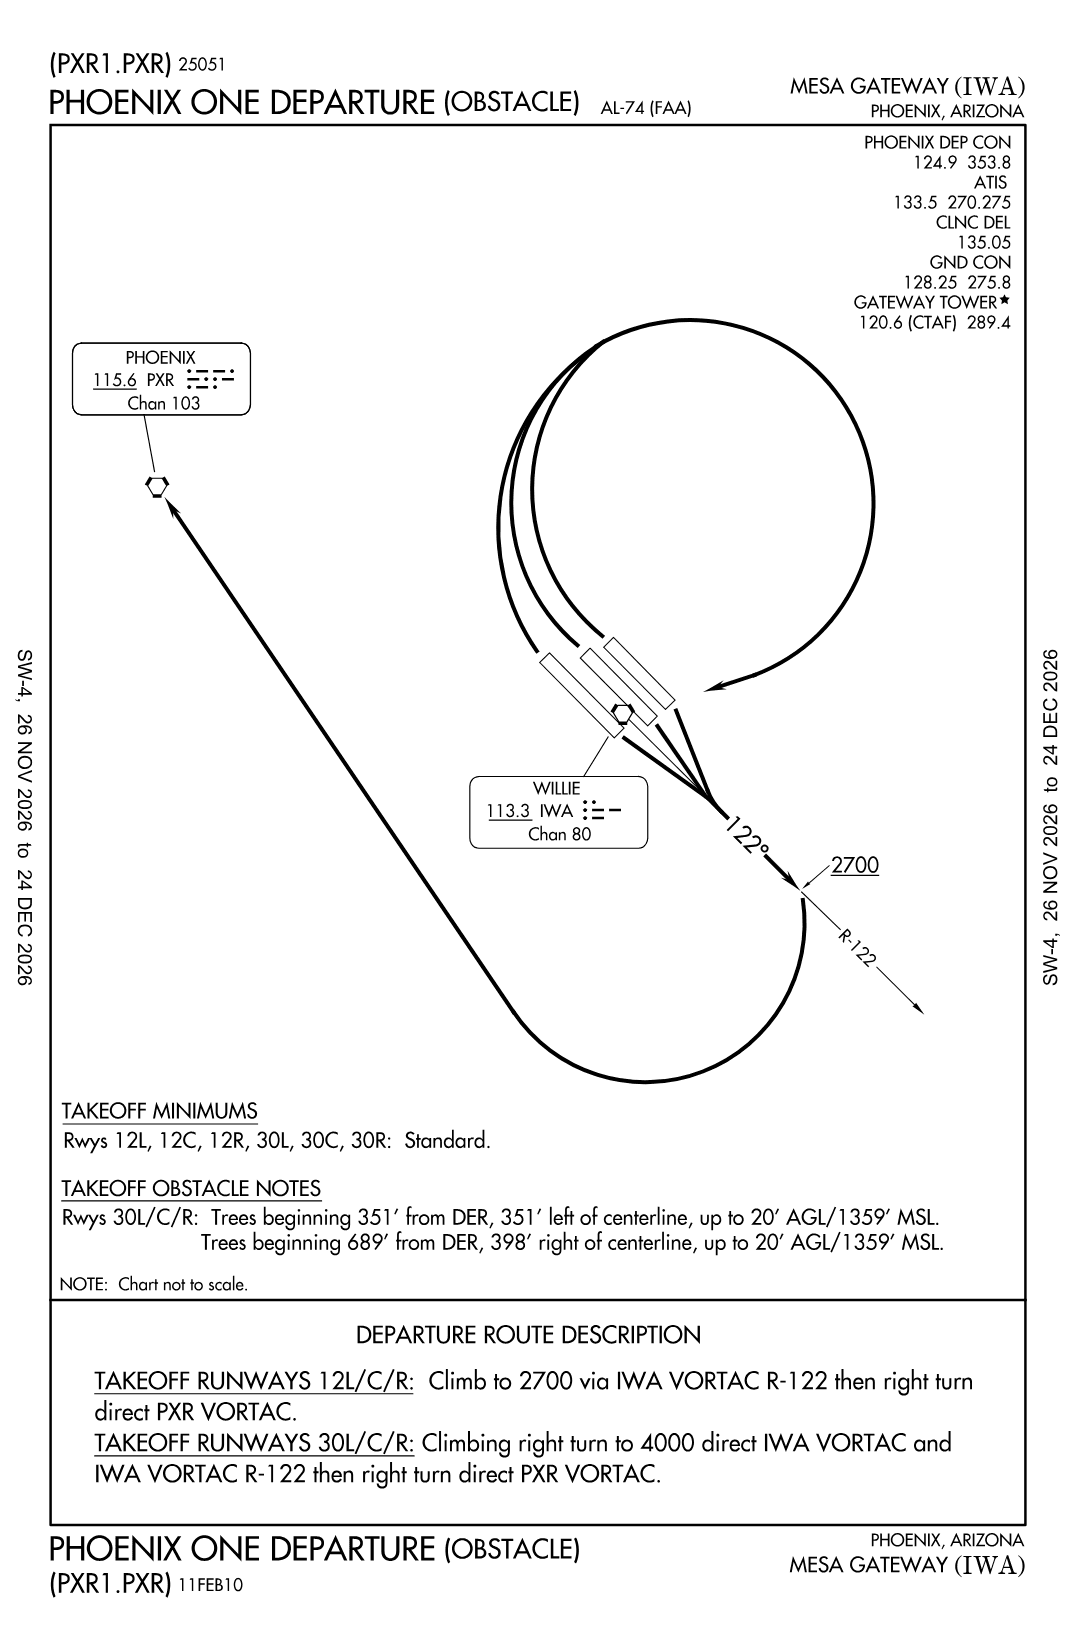 (PXR1.PXR) 25051
PHOENIX ONE DEPARTURE (OBSTACLE) AL-74 (FAA)
MESA GATEWAY (IWA)
PHOENIX, ARIZONA
PHOENIX DEP CON
124.9 353.8
ATIS
133.5 270.275
CLNC DEL
135.05
GND CON
128.25 275.8
GATEWAY TOWER★
120.6 (CTAF) 289.4
PHOENIX
115.6 PXR
Chan 103
SW-4, 26 NOV 2026 to 24 DEC 2026
SW-4, 26 NOV 2026 to 24 DEC 2026
WILLIE
113.3 IWA
Chan 80
122°
2700
R-122
TAKEOFF MINIMUMS
Rwys 12L, 12C, 12R, 30L, 30C, 30R: Standard.
TAKEOFF OBSTACLE NOTES
Rwys 30L/C/R: Trees beginning 351’ from DER, 351’ left of centerline, up to 20’ AGL/1359’ MSL.
Trees beginning 689’ from DER, 398’ right of centerline, up to 20’ AGL/1359’ MSL.
NOTE: Chart not to scale.
DEPARTURE ROUTE DESCRIPTION
TAKEOFF RUNWAYS 12L/C/R: Climb to 2700 via IWA VORTAC R-122 then right turn
direct PXR VORTAC.
TAKEOFF RUNWAYS 30L/C/R: Climbing right turn to 4000 direct IWA VORTAC and
IWA VORTAC R-122 then right turn direct PXR VORTAC.
PHOENIX ONE DEPARTURE (OBSTACLE)
(PXR1.PXR) 11FEB10
PHOENIX, ARIZONA
MESA GATEWAY (IWA)